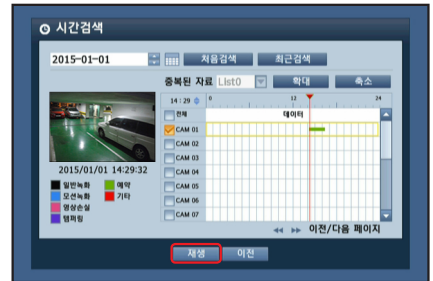 시간검색
2015-01-01 처음검색 최근검색
중복된 자료 List0 확대 축소
14 : 29 0 12 24
전체 데이터
CAM 01
CAM 02
CAM 03
CAM 04
CAM 05
CAM 06
CAM 07
2015/01/01 14:29:32
일반녹화 예약
모션녹화 기타
영상손실
탬퍼링
이전/다음 페이지
재생 이전